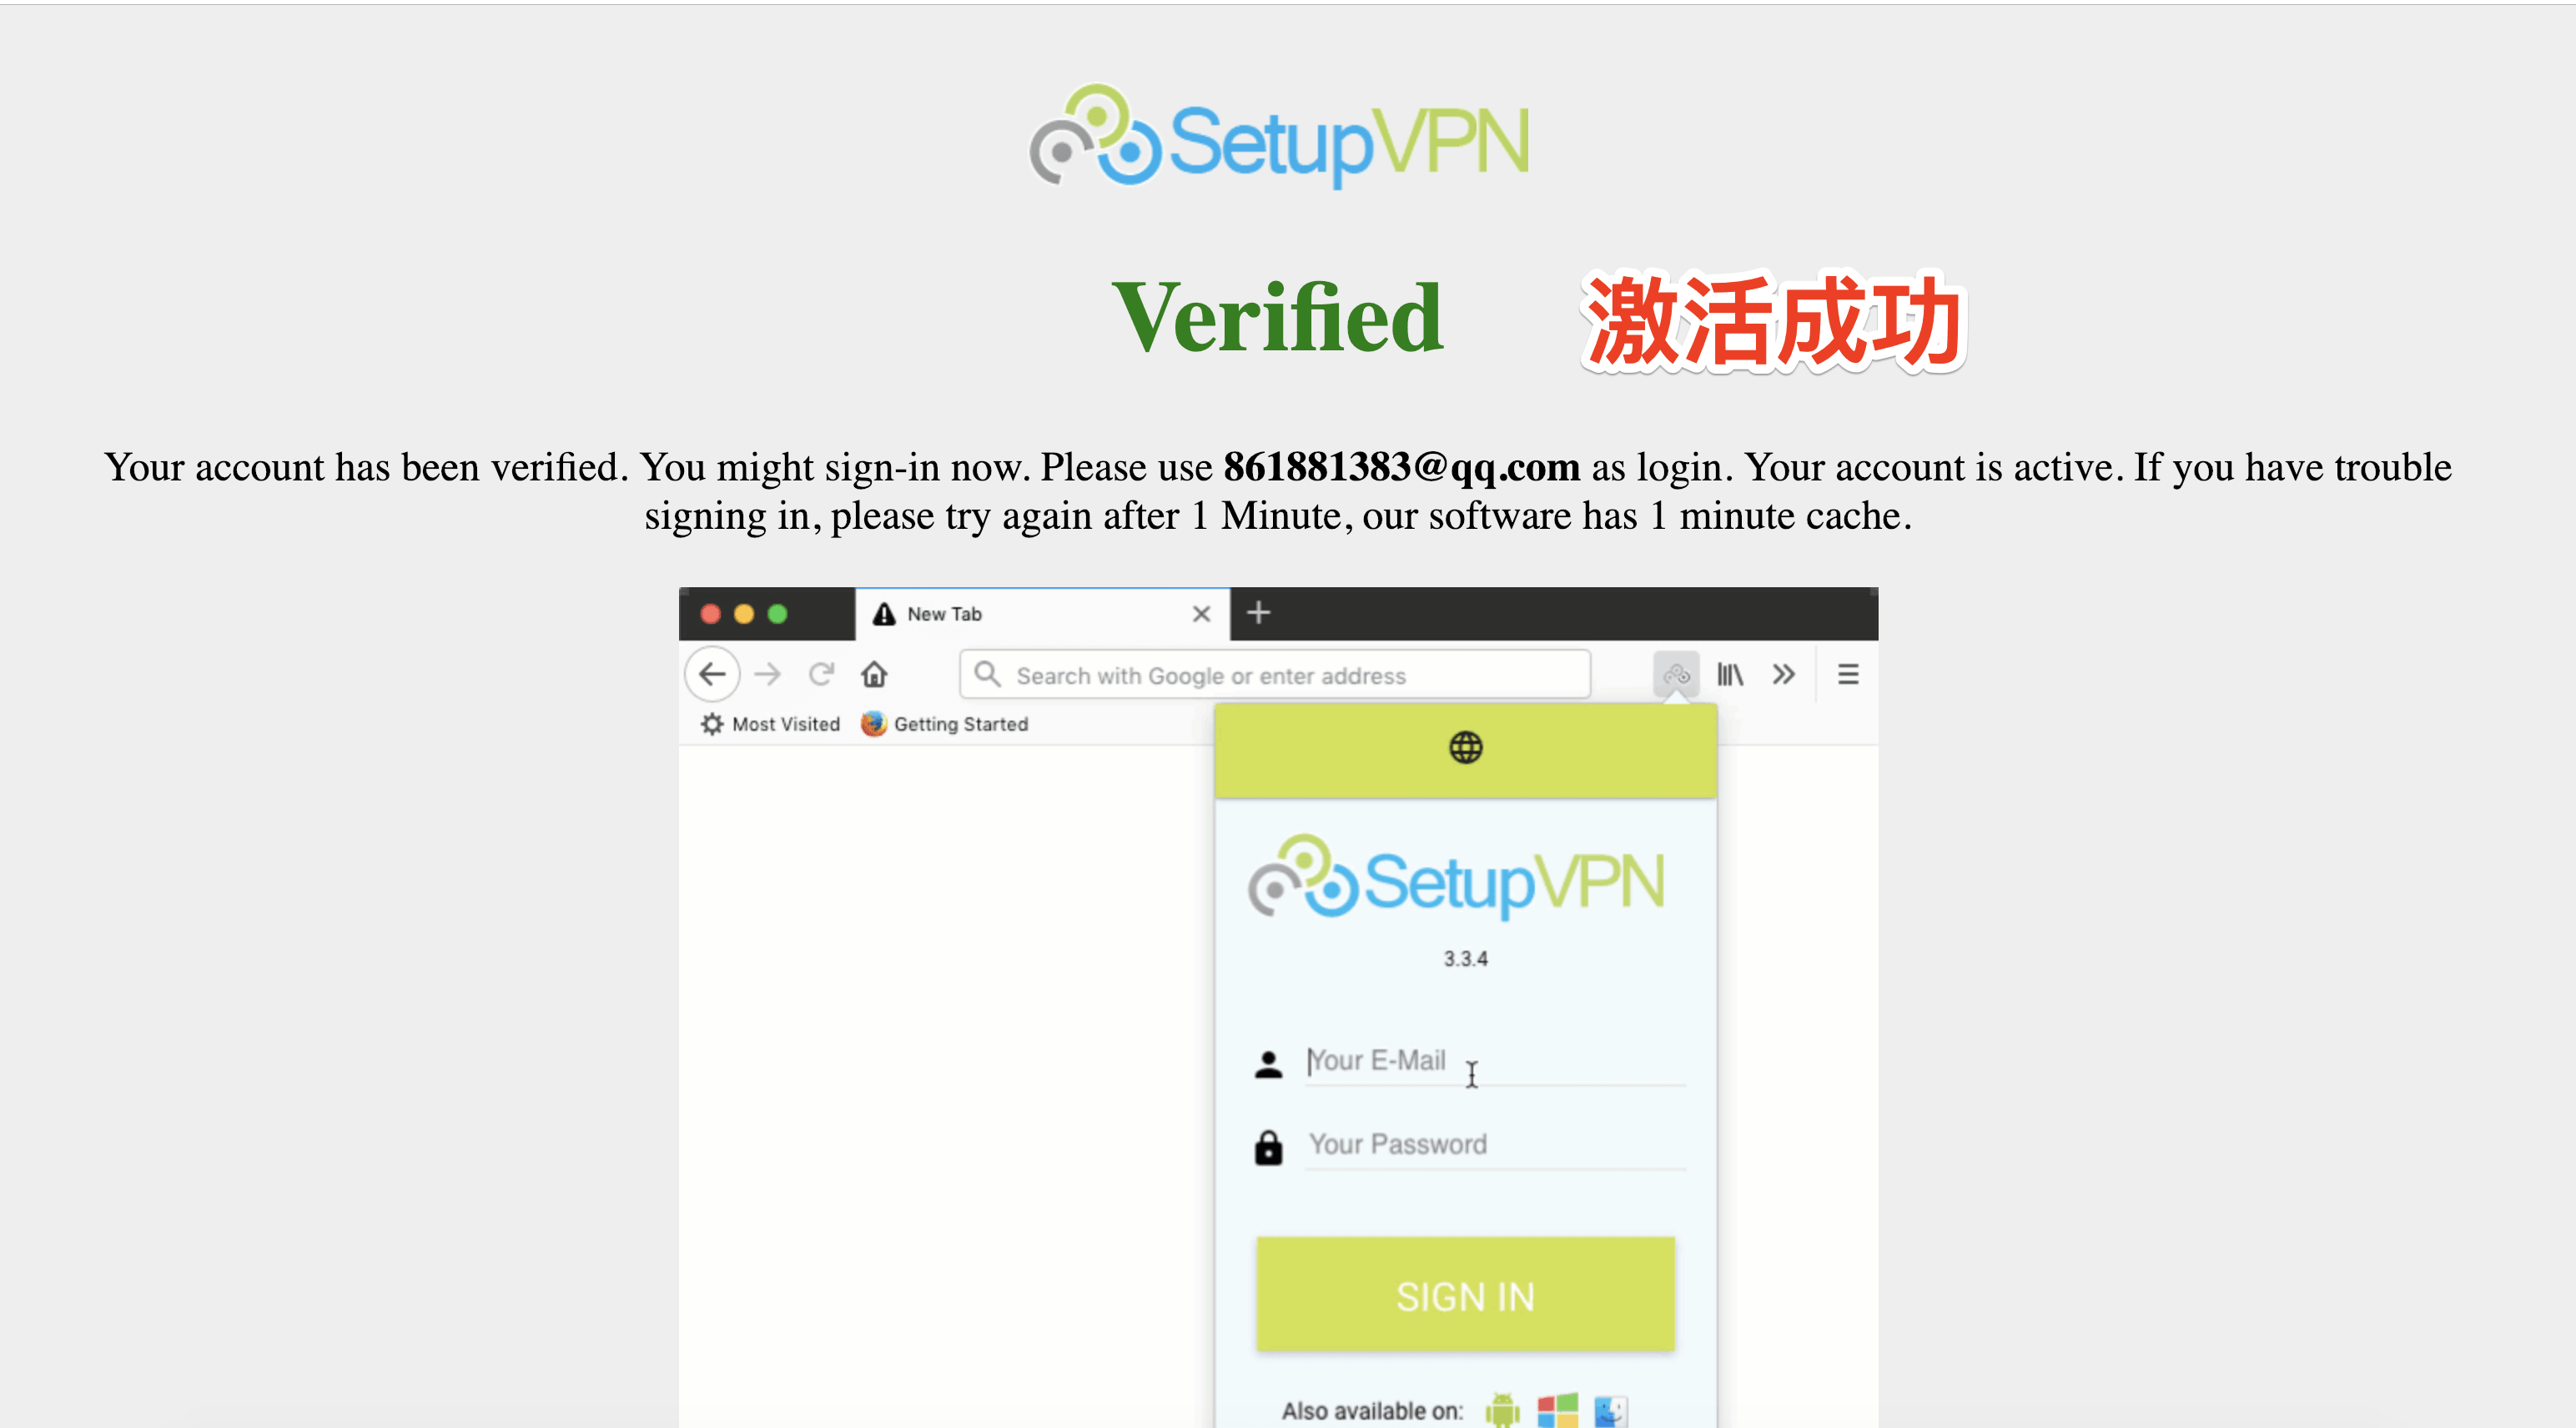 SetupVPN
Verified 激活成功
Your account has been verified. You might sign-in now. Please use 861881383@qq.com as login. Your account is active. If you have trouble
signing in, please try again after 1 Minute, our software has 1 minute cache.
New Tab
Search with Google or enter address
Most Visited Getting Started
SetupVPN
3.3.4
Your E-Mail
Your Password
SIGN IN
Also available on: